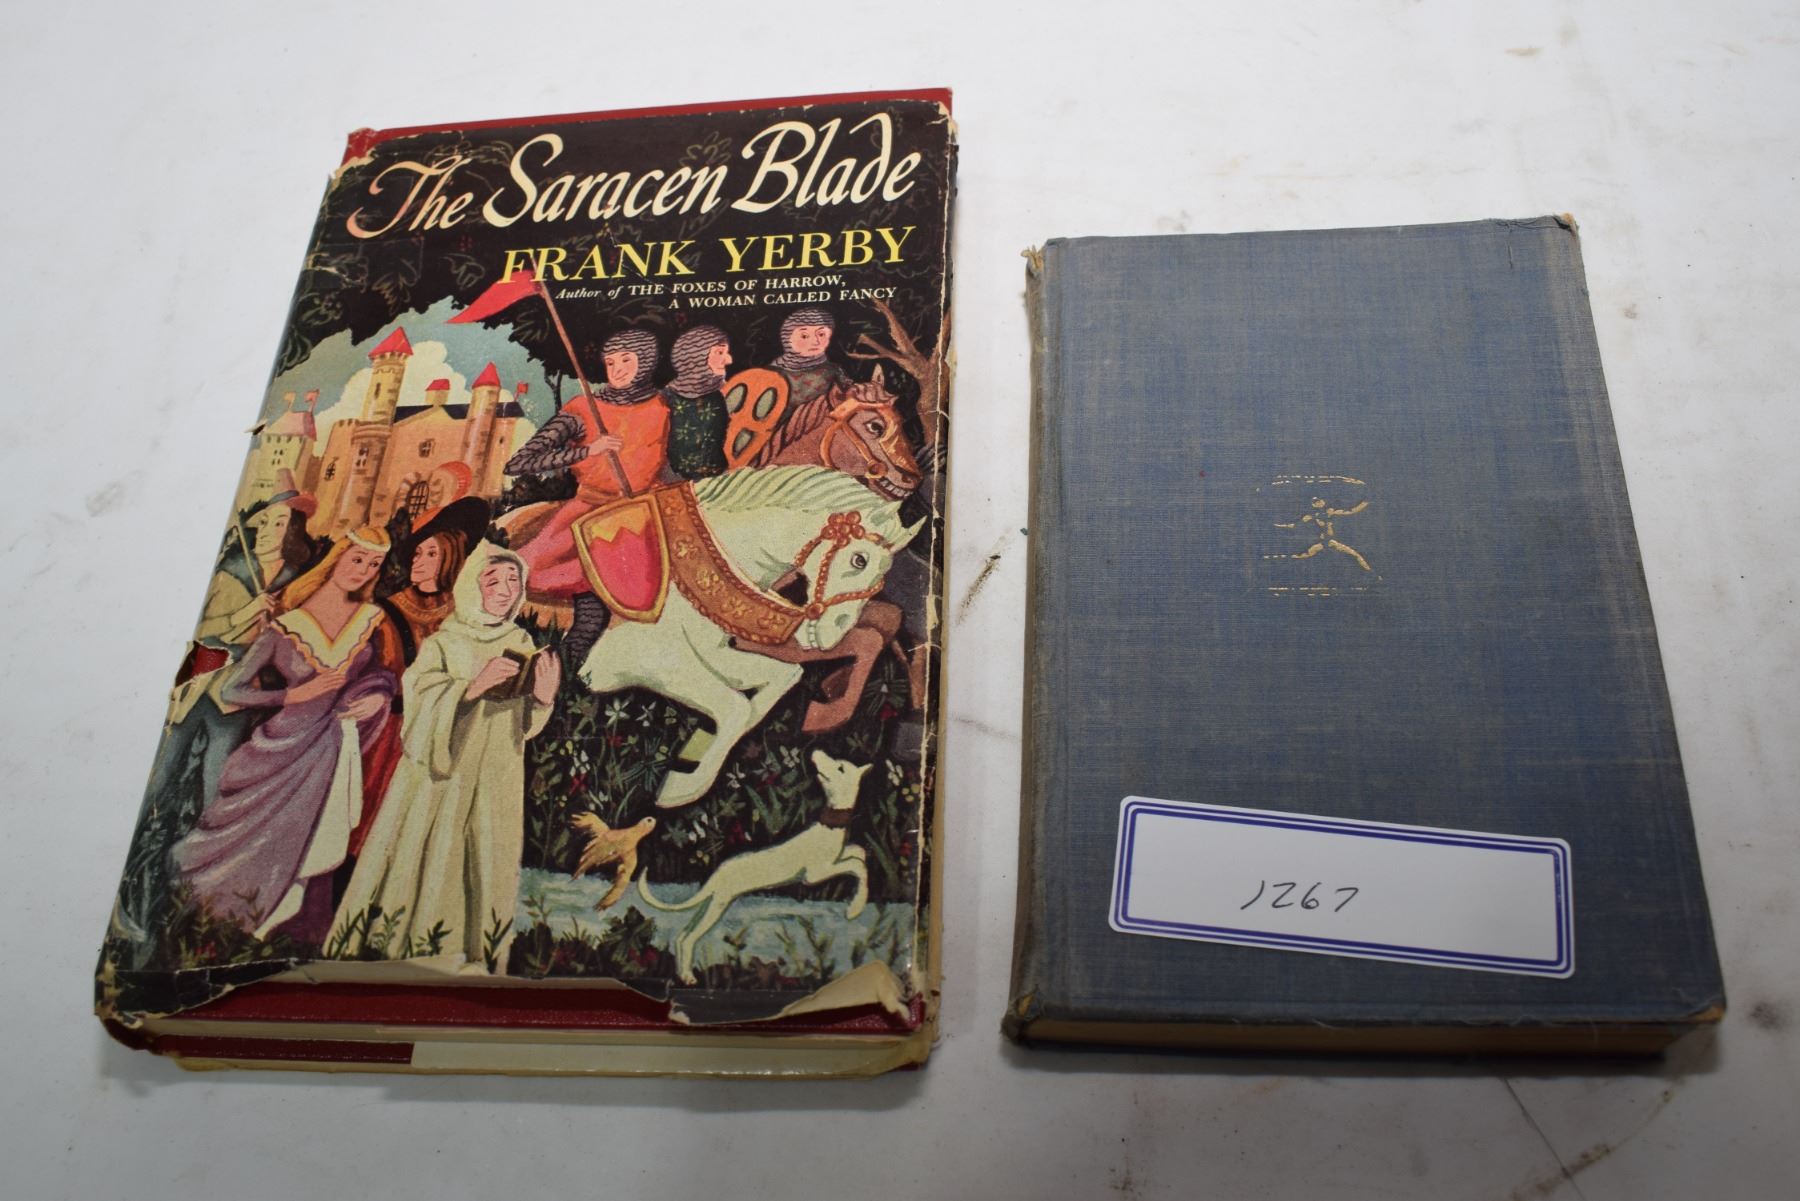 The Saracen Blade
FRANK YERBY
Author of THE FOXES OF HARROW,
A WOMAN CALLED FANCY
1267